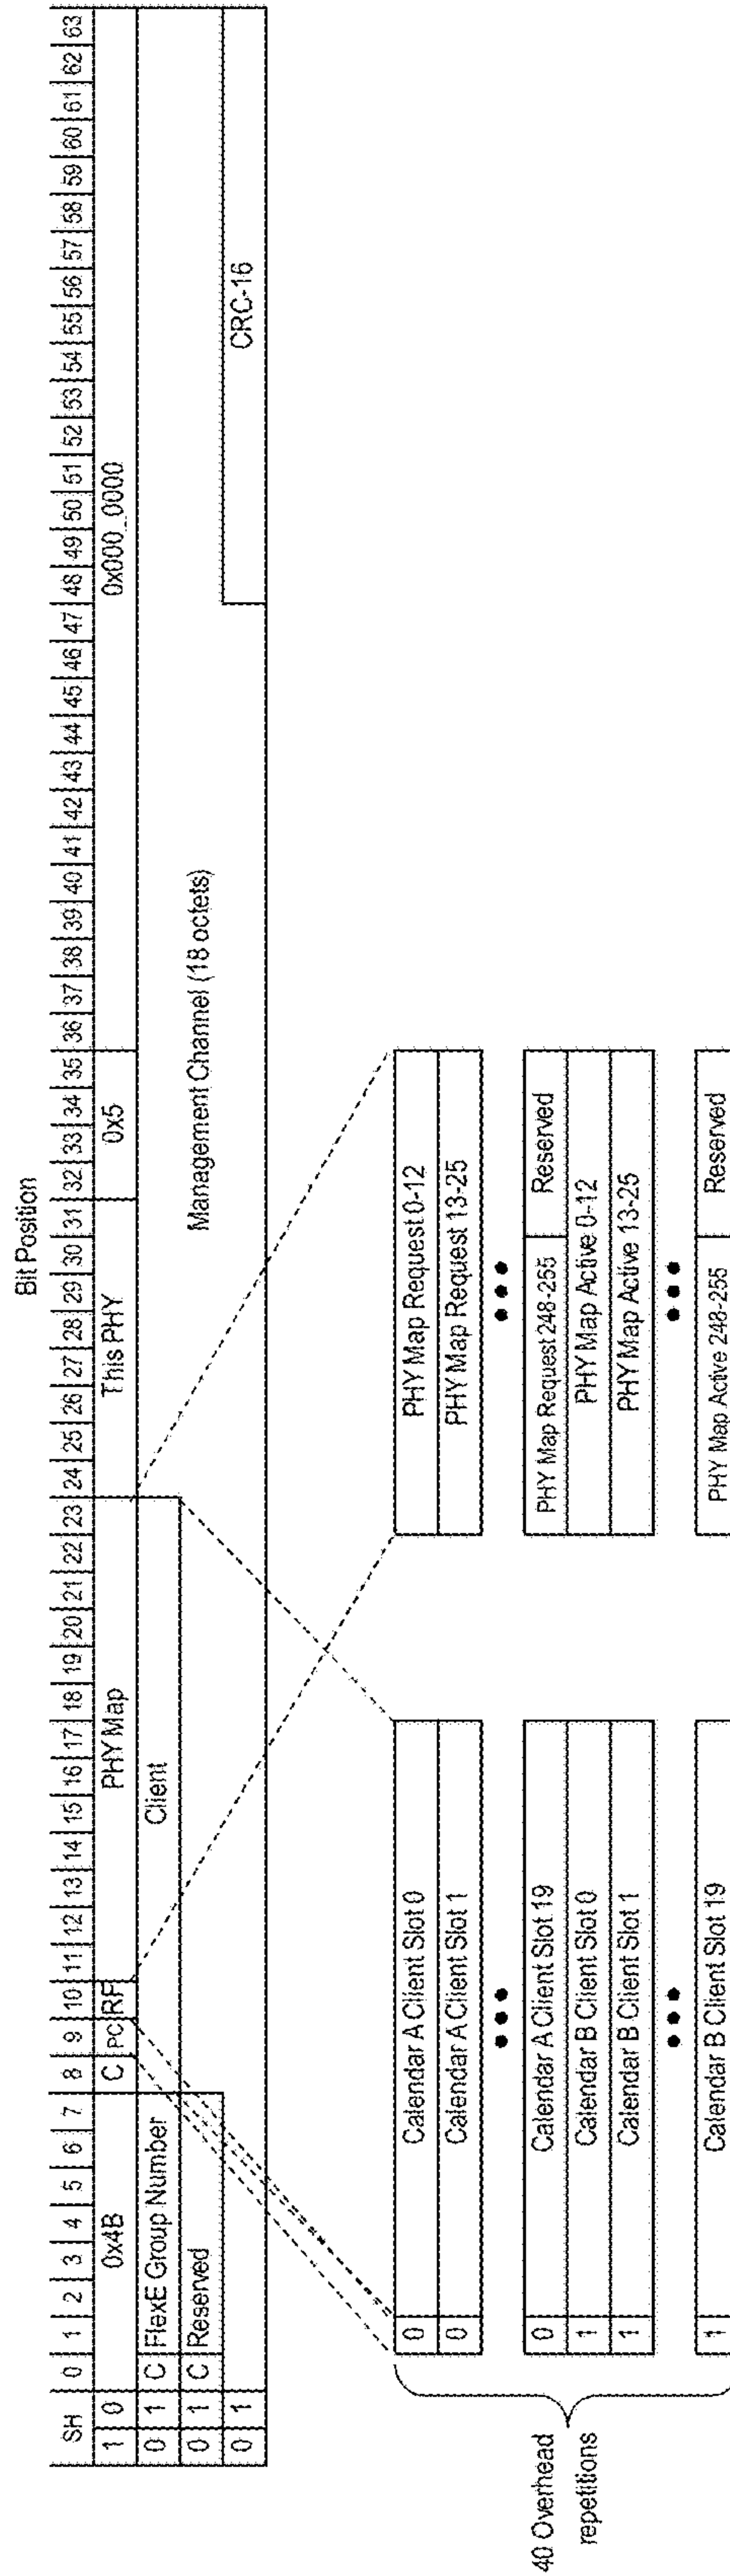 Bit Position
SH 0 1 2 3 4 5 6 7 8 9 10 11 12 13 14 15 16 17 18 19 20 21 22 23 24 25 26 27 28 29 30 31 32 33 34 35 36 37 38 39 40 41 42 43 44 45 46 47 48 49 50 51 52 53 54 55 56 57 58 59 60 61 62 63
1 0 0x4B C PC RF PHY Map This PHY 0x5 0x000_0000
0 1 C FlexE Group Number Client
0 1 C Reserved Management Channel (18 octets)
0 1 CRC-16
40 Overhead
repetitions
0 Calendar A Client Slot 0
0 Calendar A Client Slot 1
0 Calendar A Client Slot 19
1 Calendar B Client Slot 0
1 Calendar B Client Slot 1
1 Calendar B Client Slot 19
PHY Map Request 0-12
PHY Map Request 13-25
PHY Map Request 248-255 Reserved
PHY Map Active 0-12
PHY Map Active 13-25
PHY Map Active 248-255 Reserved